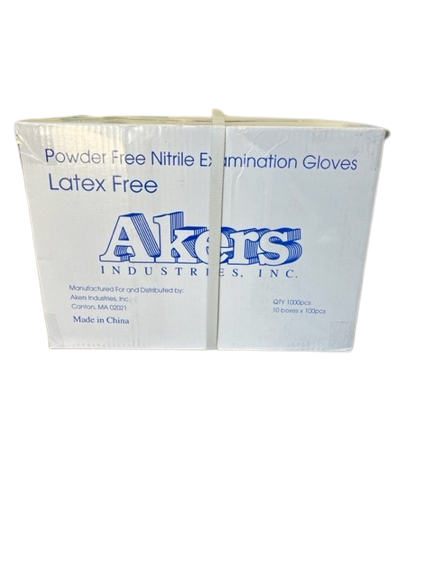 Powder Free Nitrile Examination Gloves
Latex Free
Akers
INDUSTRIES, INC.
Manufactured For and Distributed by:
Akers Industries, Inc.
Canton, MA 02021
Made in China
QTY 1000pcs
10 boxes x 100pcs